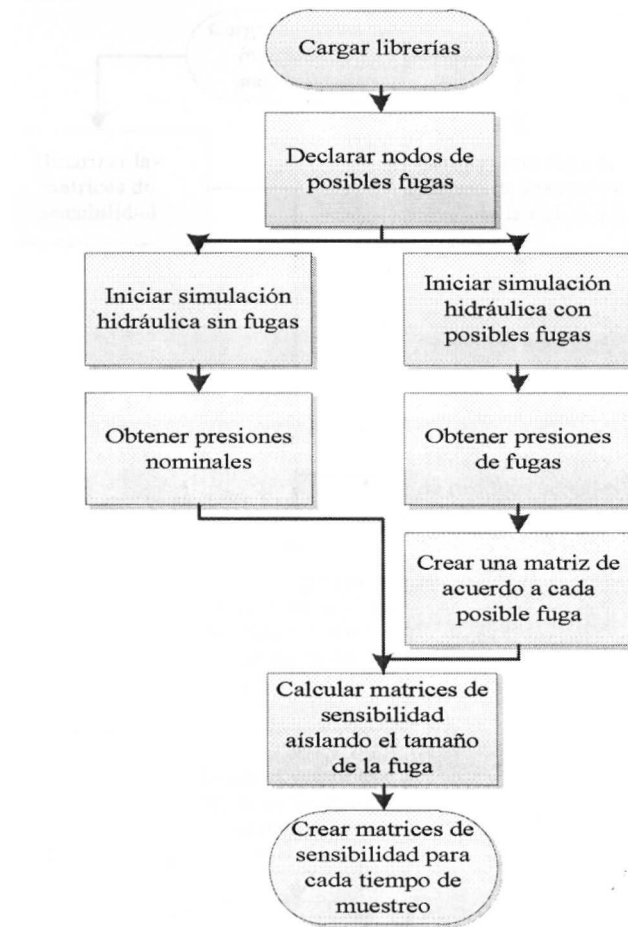 Cargar librerías
Declarar nodos de
posibles fugas
Iniciar simulación
hidráulica sin fugas
Iniciar simulación
hidráulica con
posibles fugas
Obtener presiones
nominales
Obtener presiones
de fugas
Crear una matriz de
acuerdo a cada
posible fuga
Calcular matrices de
sensibilidad
aíslando el tamaño
de la fuga
Crear matrices de
sensibilidad para
cada tiempo de
muestreo